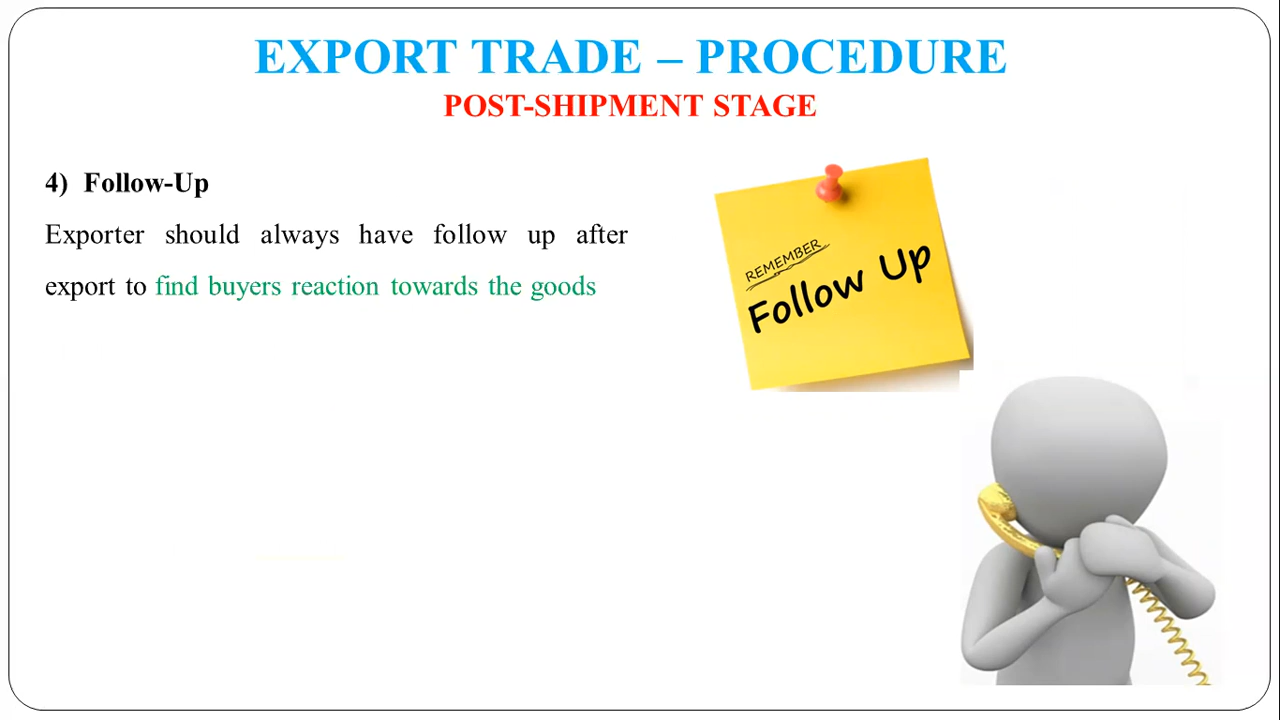 EXPORT TRADE – PROCEDURE
POST-SHIPMENT STAGE
4) Follow-Up
Exporter should always have follow up after
export to find buyers reaction towards the goods
REMEMBER
Follow Up